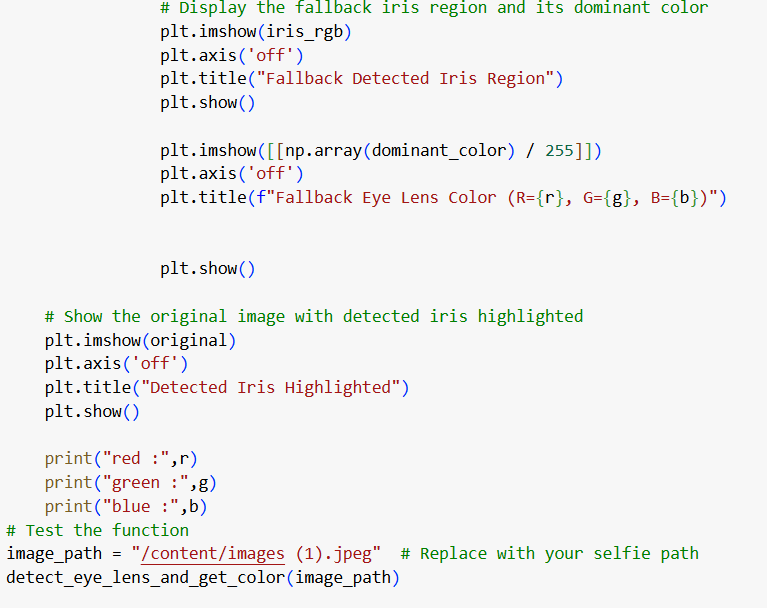 # Display the fallback iris region and its dominant color
plt.imshow(iris_rgb)
plt.axis('off')
plt.title("Fallback Detected Iris Region")
plt.show()
plt.imshow([[np.array(dominant_color) / 255]])
plt.axis('off')
plt.title(f"Fallback Eye Lens Color (R={r}, G={g}, B={b})")
plt.show()
# Show the original image with detected iris highlighted
plt.imshow(original)
plt.axis('off')
plt.title("Detected Iris Highlighted")
plt.show()
print("red :",r)
print("green :",g)
print("blue :",b)
# Test the function
image_path = "/content/images (1).jpeg"  # Replace with your selfie path
detect_eye_lens_and_get_color(image_path)